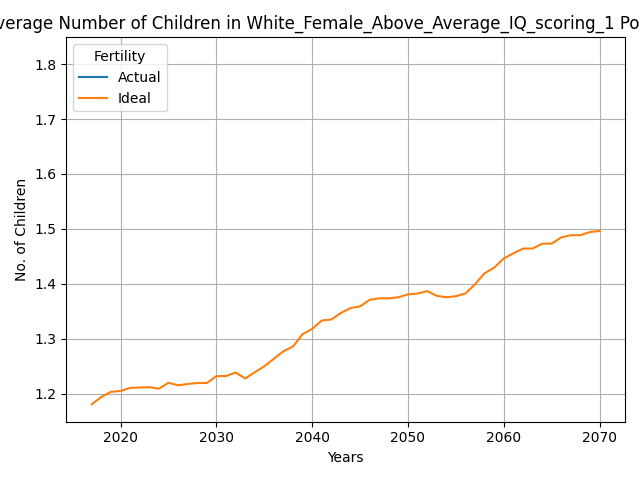 verage Number of Children in White_Female_Above_Average_IQ_scoring_1 Po
Fertility
Actual
Ideal
1.8
1.7
1.6
1.5
1.4
1.3
1.2
No. of Children
2020 2030 2040 2050 2060 2070
Years